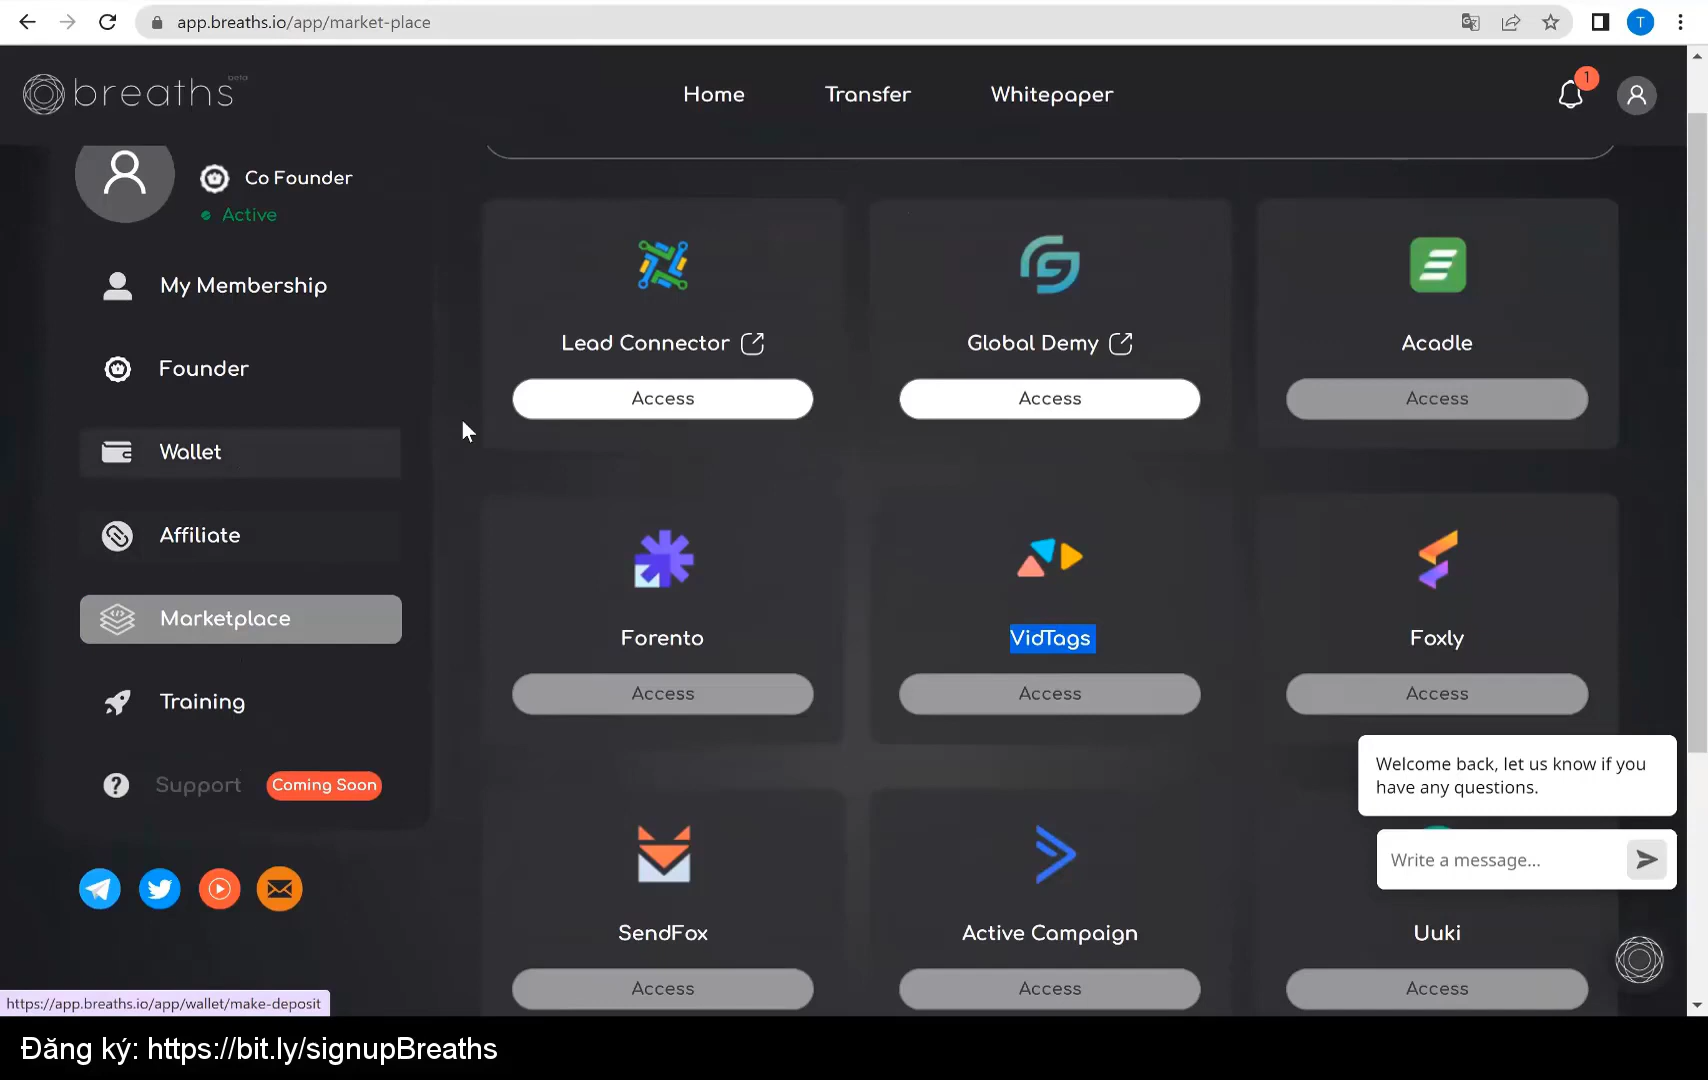 app.breaths.io/app/market-place
T
breaths beta
Home
Transfer
Whitepaper
1
Co Founder
Active
My Membership
Founder
Wallet
Affiliate
Marketplace
Training
Support
Coming Soon
Lead Connector
Access
Global Demy
Access
Acadle
Access
Forento
Access
VidTags
Access
Foxly
Access
SendFox
Access
Active Campaign
Access
Uuki
Access
Welcome back, let us know if you
have any questions.
Write a message...
https://app.breaths.io/app/wallet/make-deposit
Đăng ký: https://bit.ly/signupBreaths